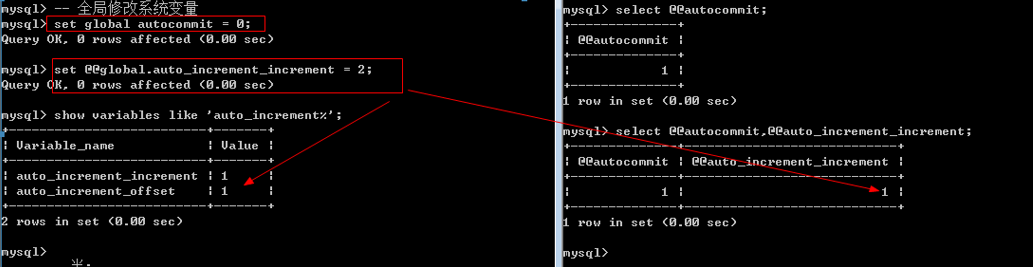 mysql> -- 全局修改系统变量
mysql> set global autocommit = 0;
Query OK, 0 rows affected (0.00 sec)
mysql> set @@global.auto_increment_increment = 2;
Query OK, 0 rows affected (0.00 sec)
mysql> show variables like 'auto_increment%';
+--------------------------+-------+
| Variable_name            | Value |
+--------------------------+-------+
| auto_increment_increment | 1     |
| auto_increment_offset    | 1     |
+--------------------------+-------+
2 rows in set (0.00 sec)
mysql>
半:
mysql> select @@autocommit;
+--------------+
| @@autocommit |
+--------------+
|            1 |
+--------------+
1 row in set (0.00 sec)
mysql> select @@autocommit,@@auto_increment_increment;
+--------------+----------------------------+
| @@autocommit | @@auto_increment_increment |
+--------------+----------------------------+
|            1 |                          1 |
+--------------+----------------------------+
1 row in set (0.00 sec)
mysql>